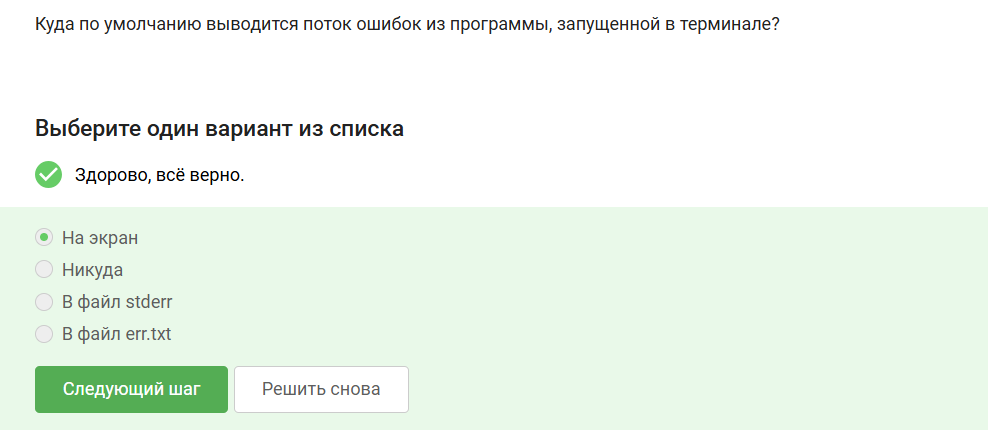 Куда по умолчанию выводится поток ошибок из программы, запущенной в терминале?
Выберите один вариант из списка
Здорово, всё верно.
На экран
Никуда
В файл stderr
В файл err.txt
Следующий шаг
Решить снова